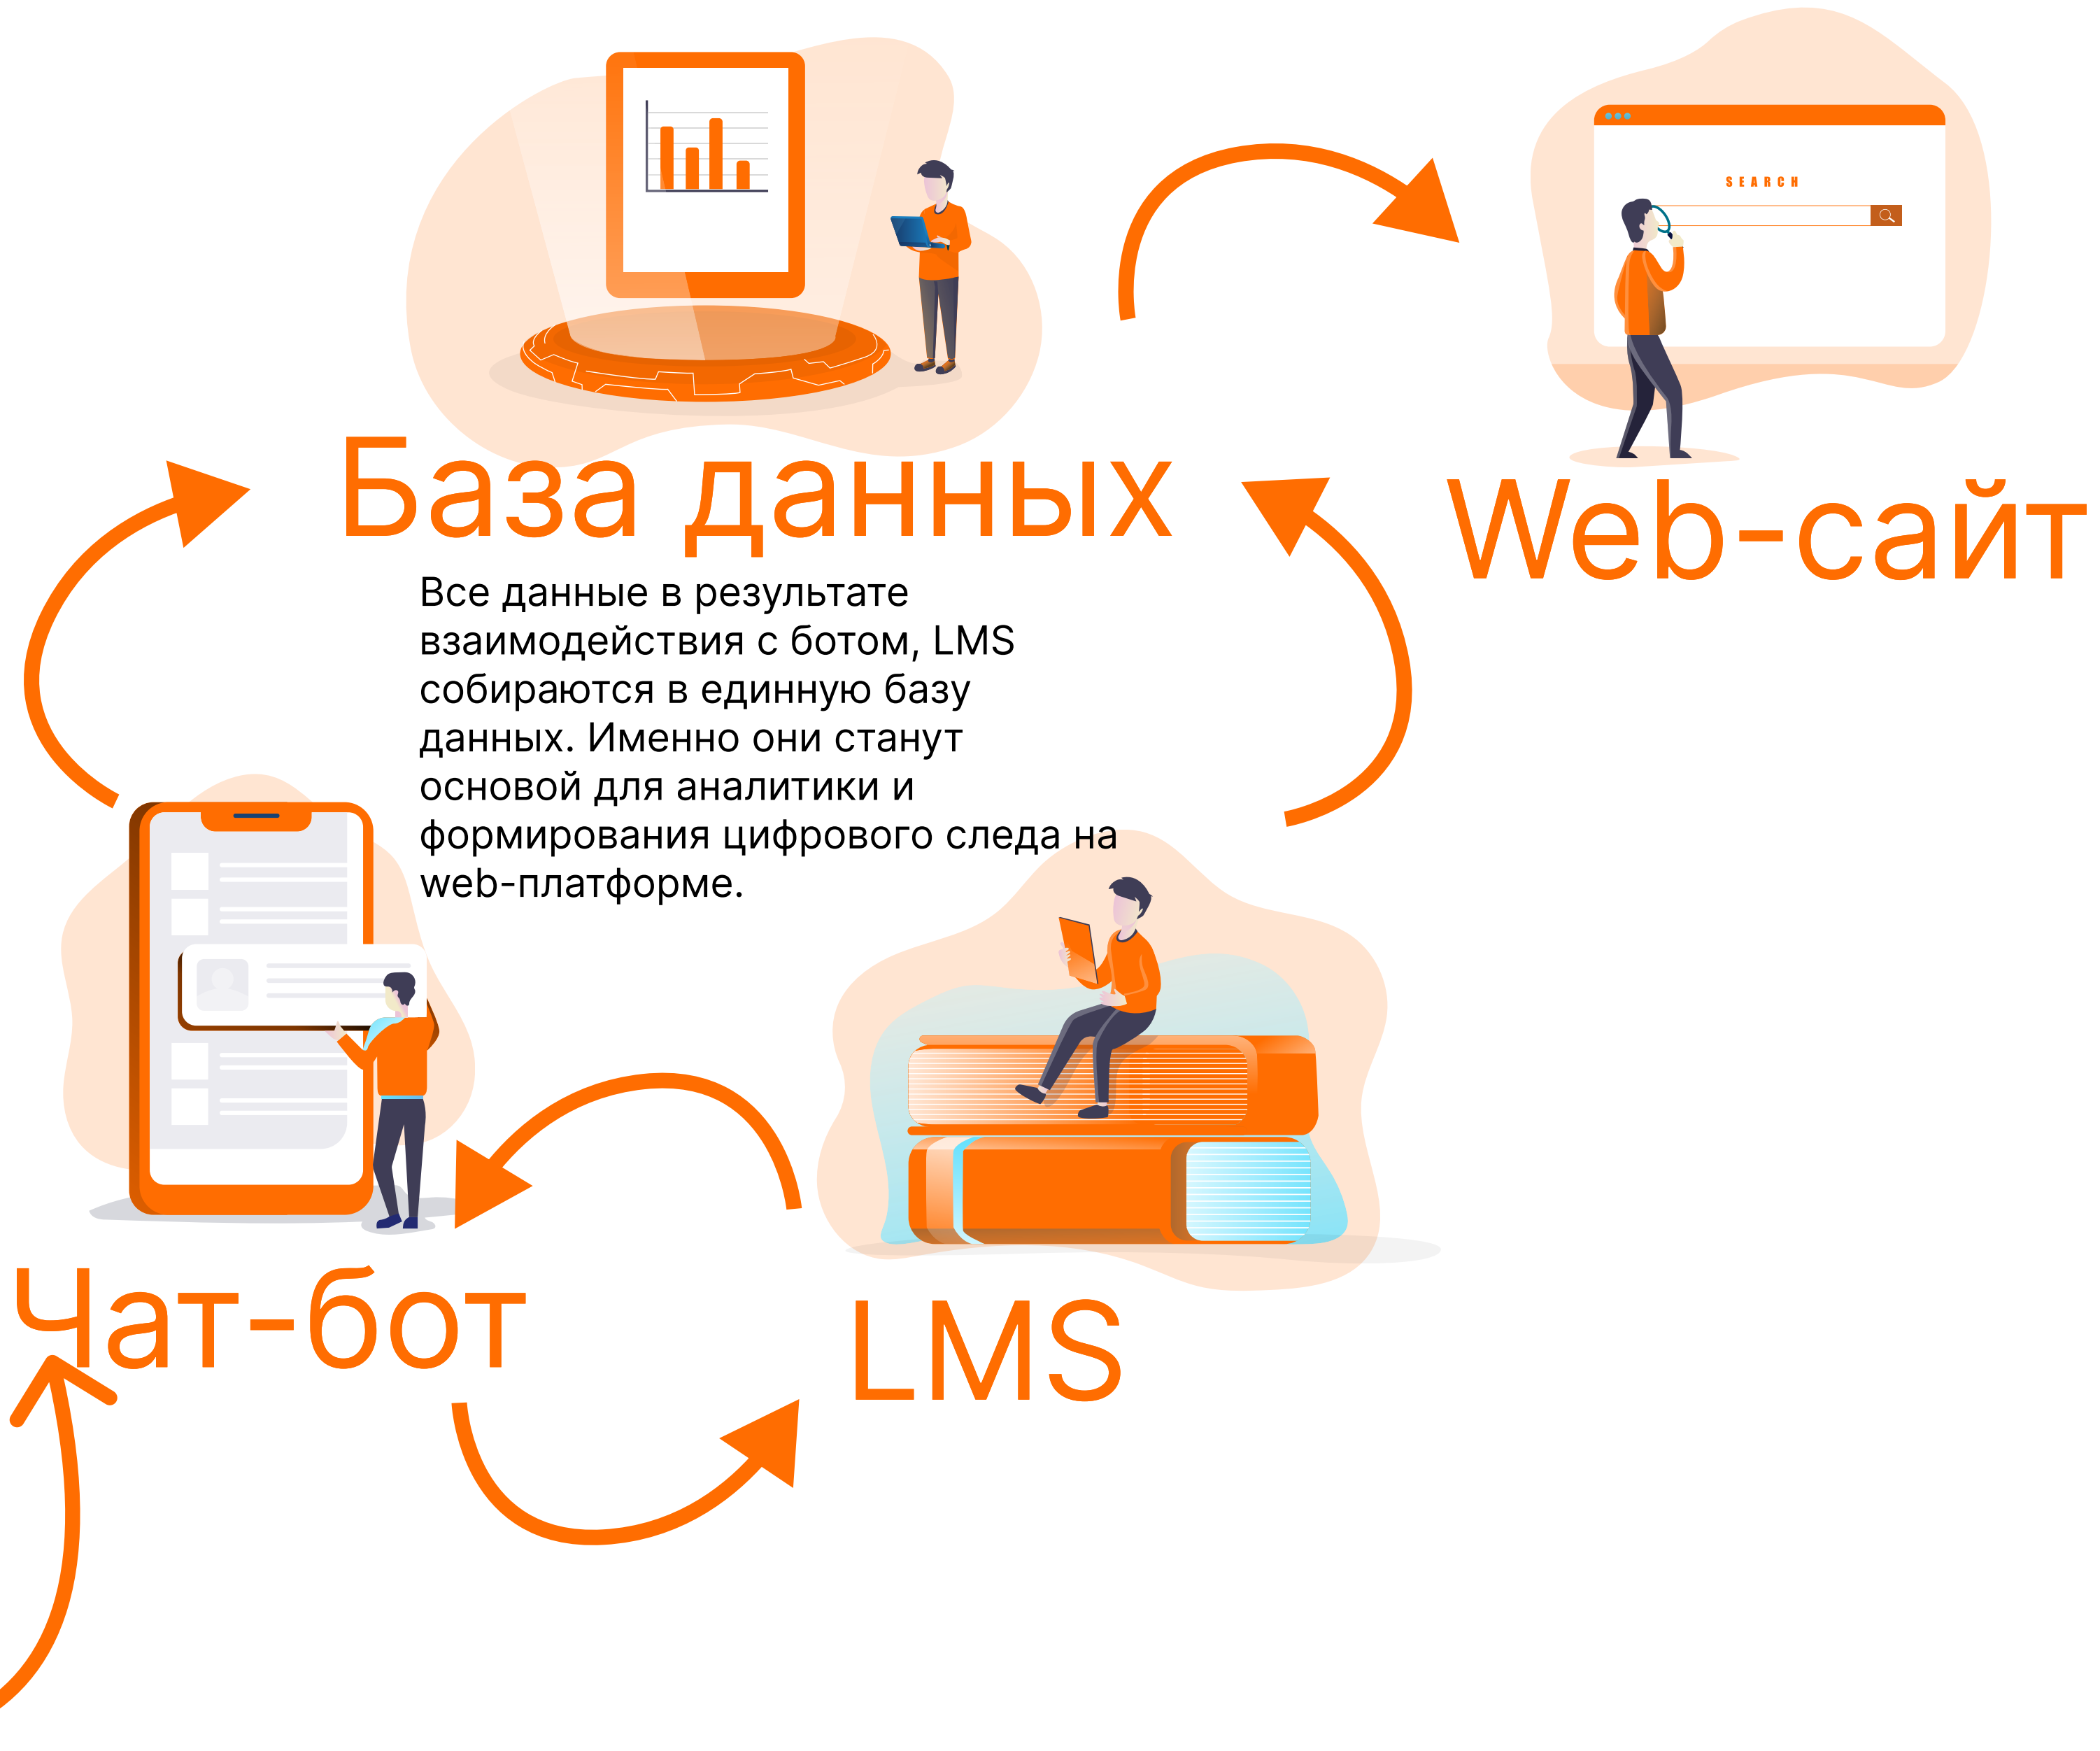 SEARCH
База данных
Web-сайт
Все данные в результате
взаимодействия с ботом, LMS
собираются в единную базу
данных. Именно они станут
основой для аналитики и
формирования цифрового следа на
web-платформе.
Чат-бот
LMS